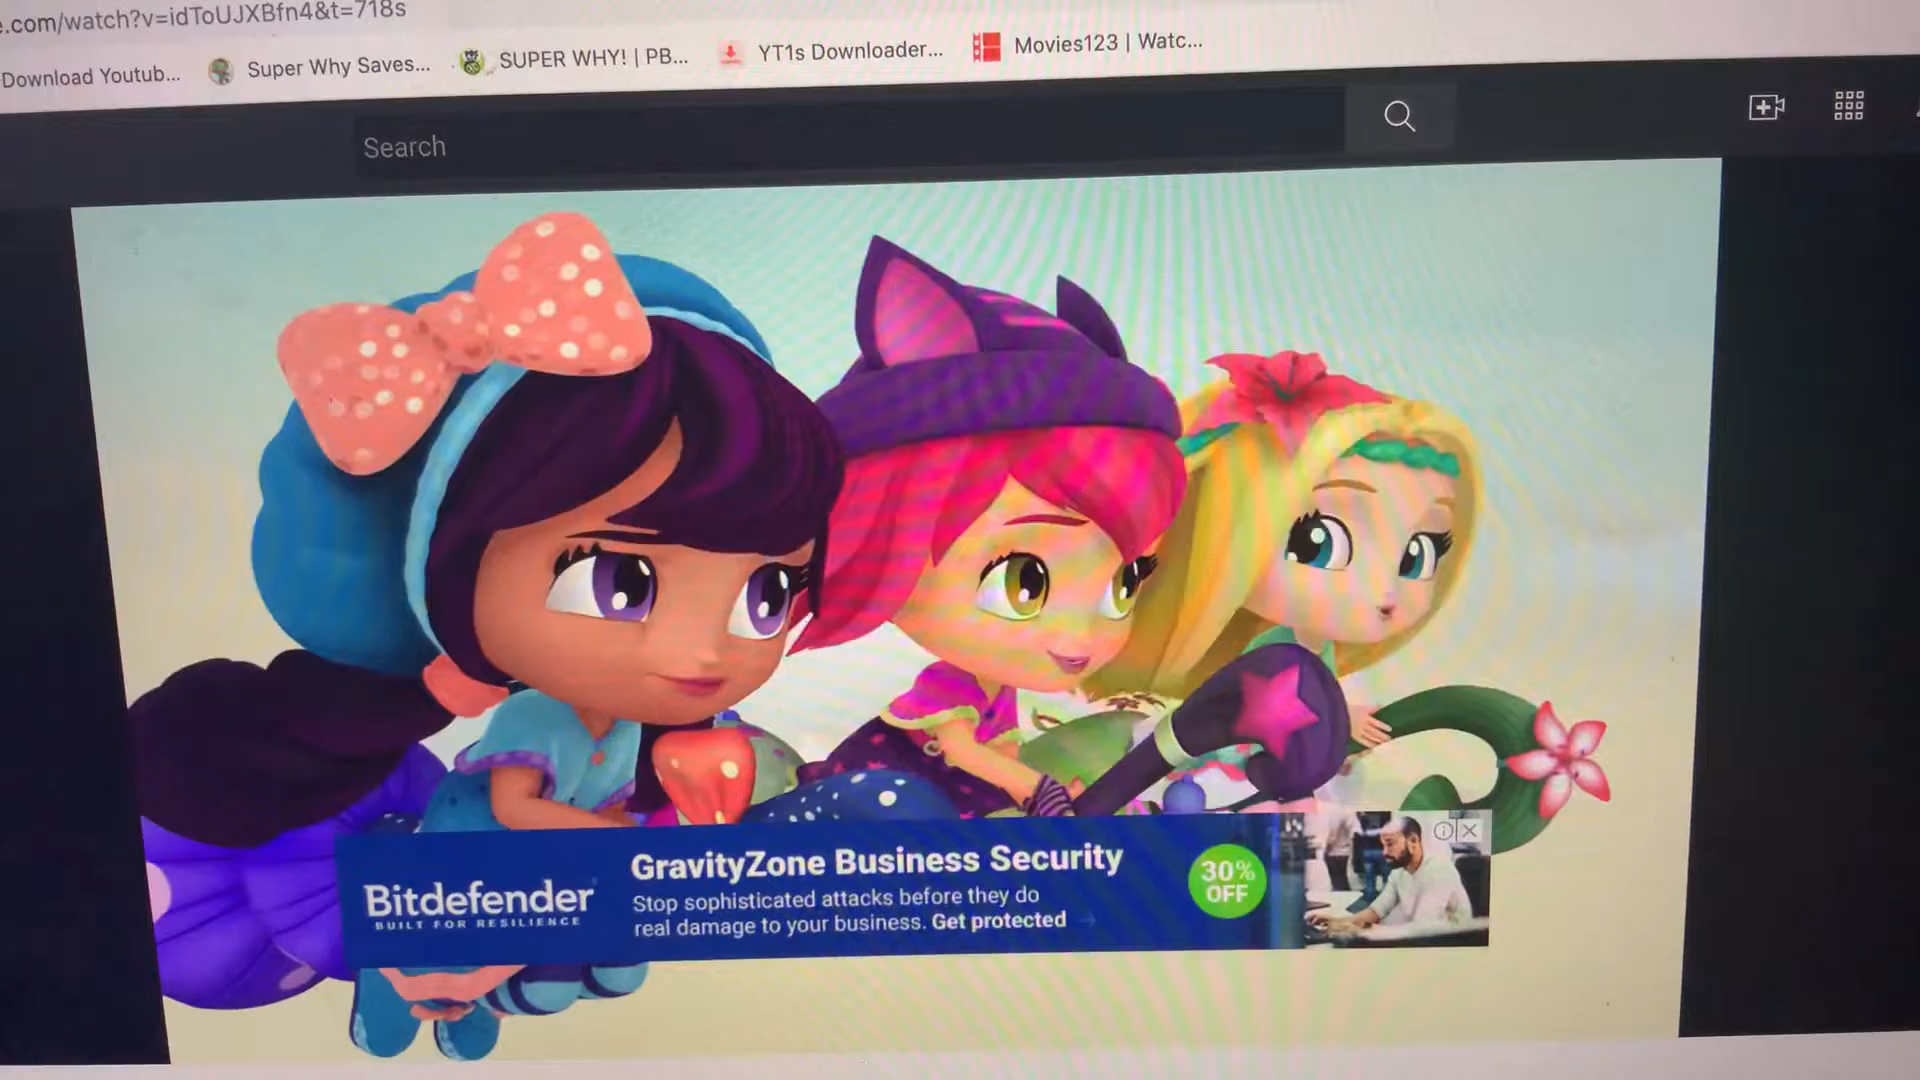 e.com/watch?v=idToUJXBfn4&t=718s
Download Youtub...
Super Why Saves...
SUPER WHY! | PB...
YT1s Downloader...
Movies123 | Watc...
Search
Bitdefender
BUILT FOR RESILIENCE
GravityZone Business Security
Stop sophisticated attacks before they do
real damage to your business. Get protected
30%
OFF